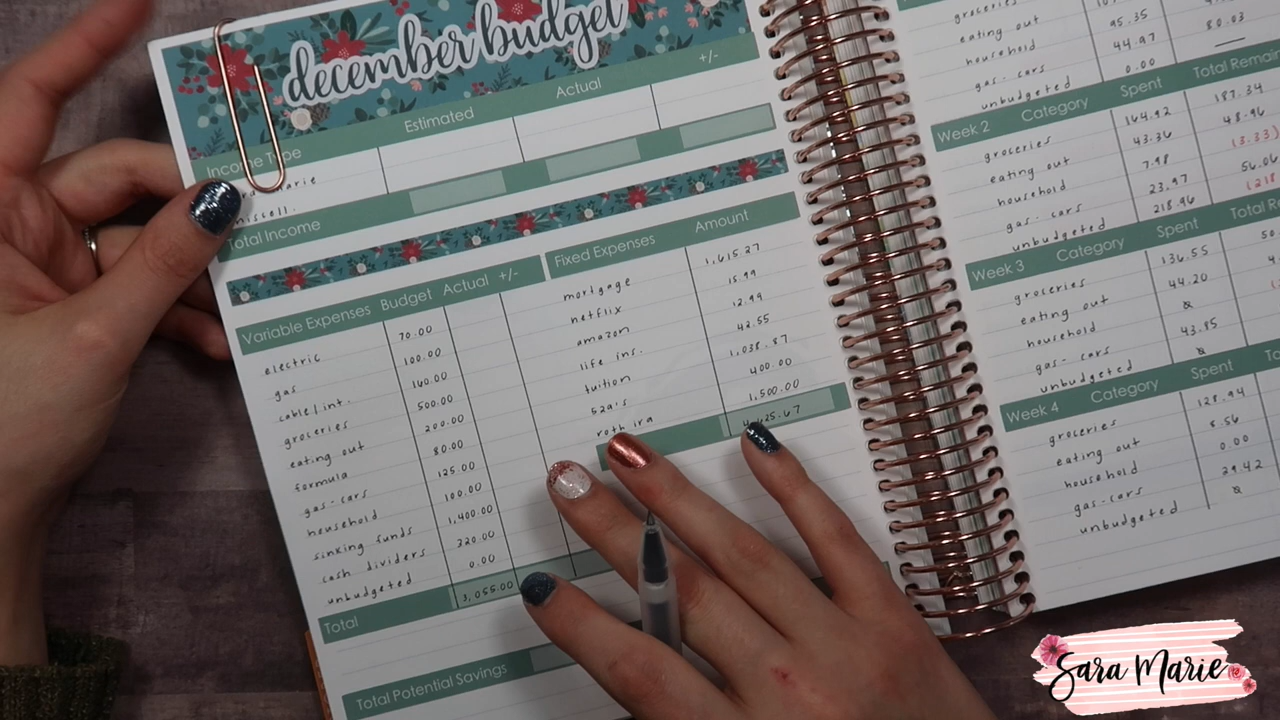 december budget
Income Type Estimated Actual +/-
marie
miscell.
Total Income
Variable Expenses Budget Actual +/-
electric 70.00
gas 100.00
cable/int. 160.00
groceries 500.00
eating out 200.00
formula 80.00
gas-cars 125.00
household 100.00
sinking funds 1,400.00
cash dividers 320.00
unbudgeted 0.00
Total 3,055.00
Total Potential Savings
Fixed Expenses Amount
mortgage 1,615.27
netflix 15.99
amazon 12.99
life ins. 42.55
tuition 1,038.87
529's 400.00
roth ira 1,500.00
groceries
eating out 95.35 80.03
household 44.97
gas-cars 0.00
unbudgeted
Week 2 Category Spent Total
groceries 164.92 187.34
eating out 43.36 48.96
household 7.98
gas-cars 23.97
unbudgeted 218.96
Week 3 Category Spent Total
groceries 136.55
eating out 44.20
household
gas-cars 43.85
unbudgeted
Week 4 Category Spent
groceries 128.94
eating out 8.56
household 0.00
gas-cars 29.42
unbudgeted
Sara Marie